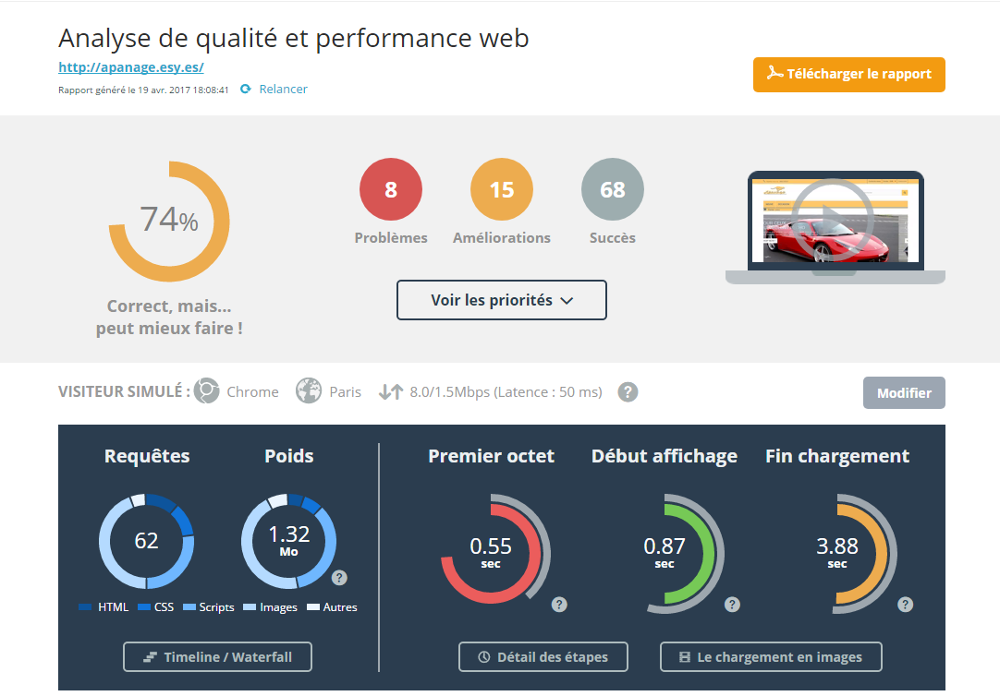 Analyse de qualité et performance web
http://apanage.esy.es/
Rapport généré le 19 avr. 2017 18:08:41 Relancer
Télécharger le rapport
74%
Correct, mais...
peut mieux faire !
8 15 68
Problèmes Améliorations Succès
Voir les priorités
VISITEUR SIMULÉ : Chrome Paris 8.0/1.5Mbps (Latence : 50 ms) ?
Modifier
Requêtes Poids Premier octet Début affichage Fin chargement
62
1.32
Mo
0.55
sec
0.87
sec
3.88
sec
? ? ? ?
HTML CSS Scripts Images Autres
Timeline / Waterfall Détail des étapes Le chargement en images